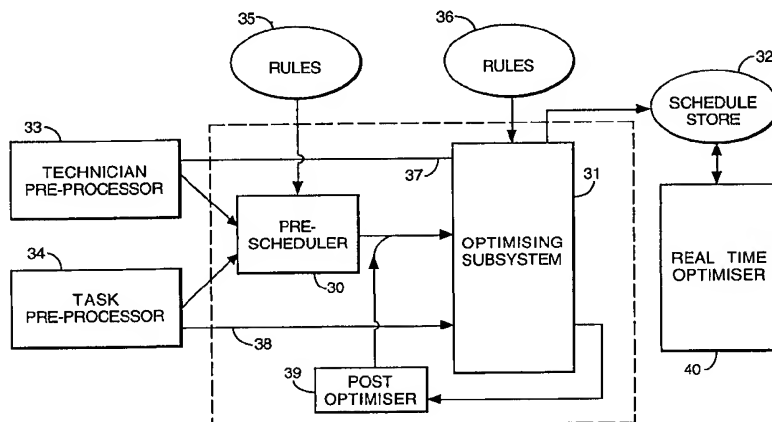 35
RULES
36
RULES
32
SCHEDULE
STORE
33
TECHNICIAN
PRE-PROCESSOR
37
31
PRE-
SCHEDULER
30
OPTIMISING
SUBSYSTEM
REAL TIME
OPTIMISER
34
TASK
PRE-PROCESSOR
38
39
POST
OPTIMISER
40